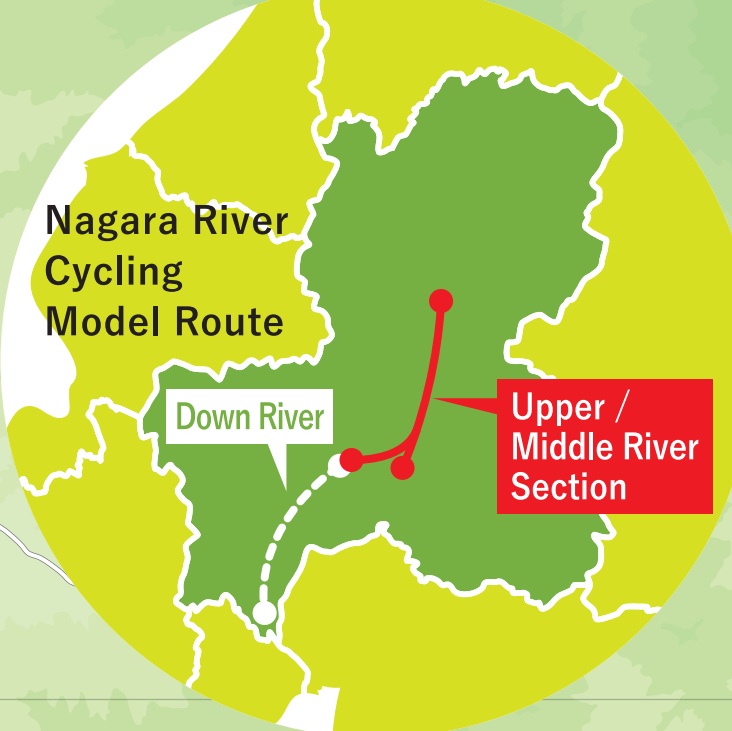 Nagara River
Cycling
Model Route
Down River
Upper /
Middle River
Section